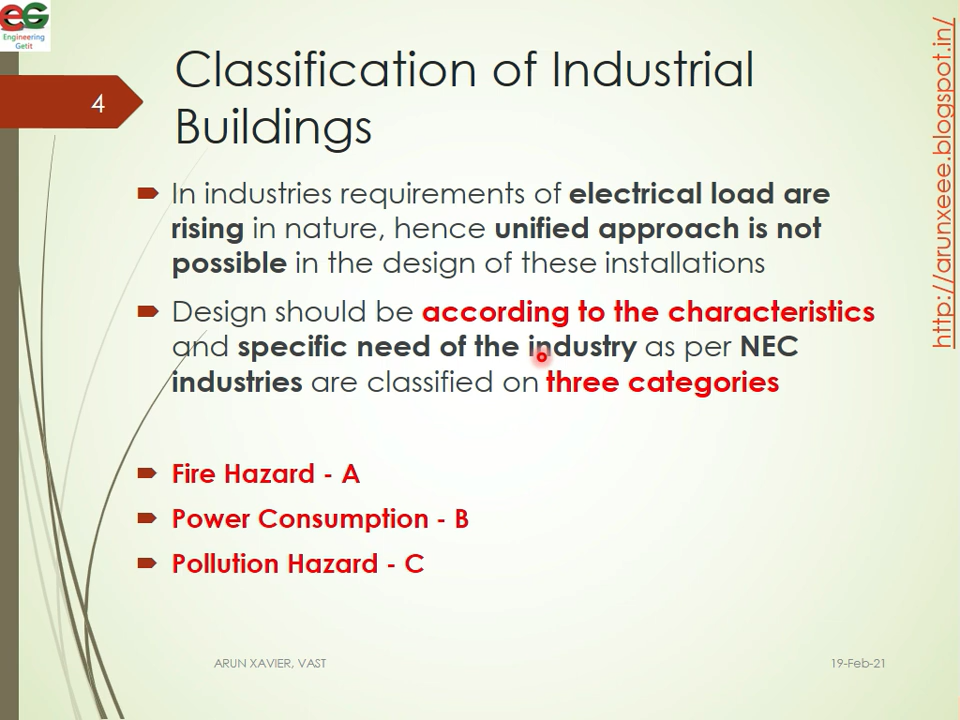 eG
Engineering
Getit
4
Classification of Industrial
Buildings
In industries requirements of electrical load are
rising in nature, hence unified approach is not
possible in the design of these installations
Design should be according to the characteristics
and specific need of the industry as per NEC
industries are classified on three categories
Fire Hazard - A
Power Consumption - B
Pollution Hazard - C
ARUN XAVIER, VAST
19-Feb-21
http://arunxeee.blogspot.in/